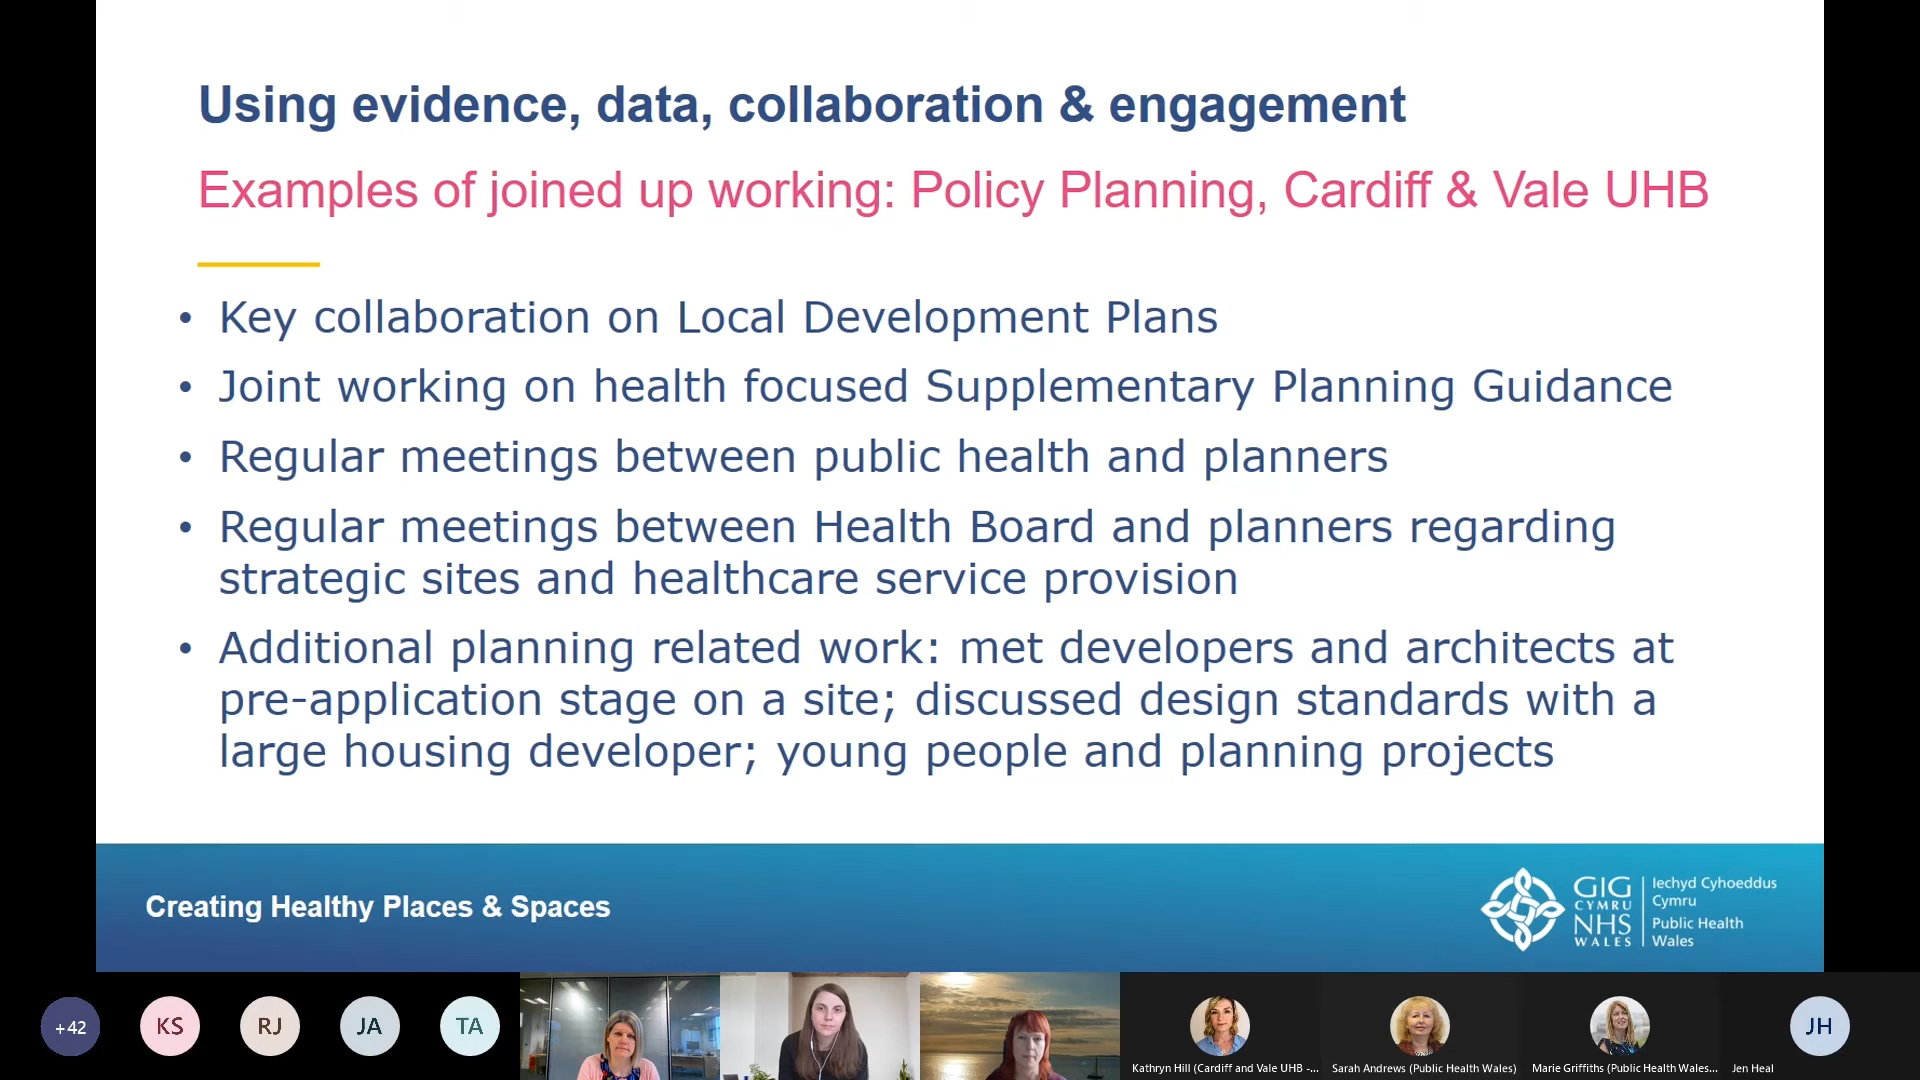 Using evidence, data, collaboration & engagement
Examples of joined up working: Policy Planning, Cardiff & Vale UHB
• Key collaboration on Local Development Plans
• Joint working on health focused Supplementary Planning Guidance
• Regular meetings between public health and planners
• Regular meetings between Health Board and planners regarding
strategic sites and healthcare service provision
• Additional planning related work: met developers and architects at
pre-application stage on a site; discussed design standards with a
large housing developer; young people and planning projects
Creating Healthy Places & Spaces
GIG
CYMRU
NHS
WALES
Iechyd Cyhoeddus
Cymru
Public Health
Wales
+42
KS
RJ
JA
TA
JH
Kathryn Hill (Cardiff and Vale UHB -...
Sarah Andrews (Public Health Wales)
Marie Griffiths (Public Health Wales...
Jen Heal